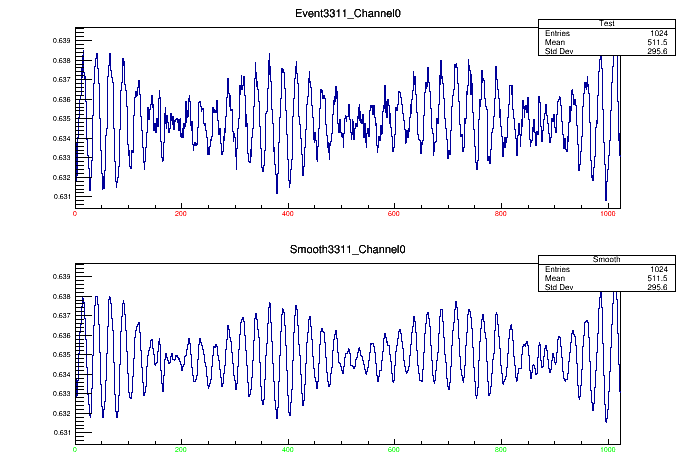 Event3311_Channel0
Test
Entries 1024
Mean 511.5
Std Dev 295.6
0.639
0.638
0.637
0.636
0.635
0.634
0.633
0.632
0.631
0 200 400 600 800 1000
Smooth3311_Channel0
Smooth
Entries 1024
Mean 511.5
Std Dev 295.6
0.639
0.638
0.637
0.636
0.635
0.634
0.633
0.632
0.631
0 200 400 600 800 1000